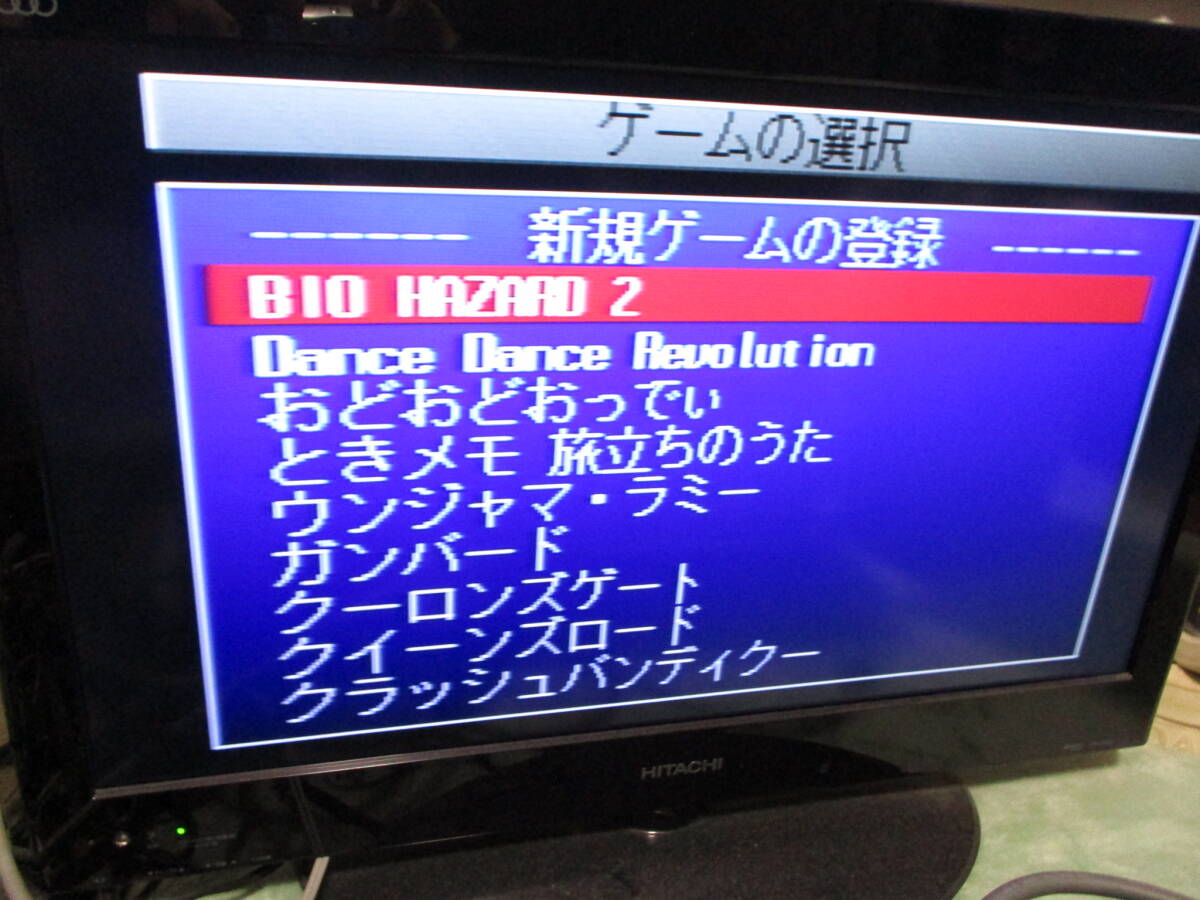 ゲームの選択
------ 新規ゲームの登録 ------
BIO HAZARD 2
Dance Dance Revolution
おどおどおっでぃ
ときメモ 旅立ちのうた
ウンジャマ・ラミー
ガンバード
クーロンズゲート
クイーンズロード
クラッシュバンディクー
HITACHI